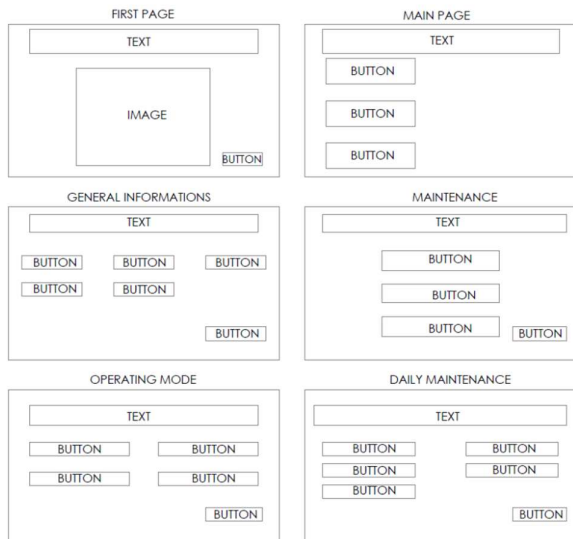 FIRST PAGE
TEXT
IMAGE
BUTTON
MAIN PAGE
TEXT
BUTTON
BUTTON
BUTTON
GENERAL INFORMATIONS
TEXT
BUTTON BUTTON BUTTON
BUTTON BUTTON
BUTTON
MAINTENANCE
TEXT
BUTTON
BUTTON
BUTTON BUTTON
OPERATING MODE
TEXT
BUTTON BUTTON
BUTTON BUTTON
BUTTON
DAILY MAINTENANCE
TEXT
BUTTON BUTTON
BUTTON BUTTON
BUTTON
BUTTON